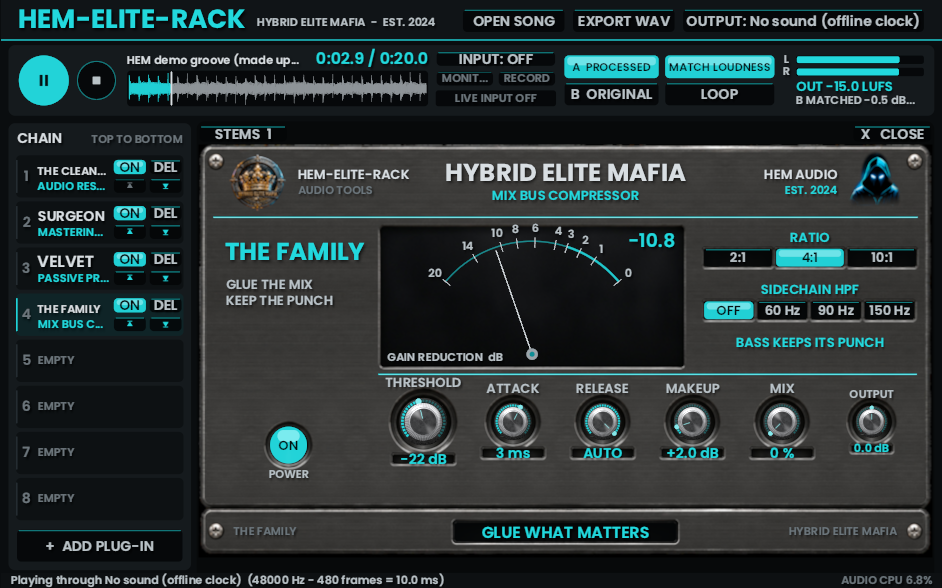 HEM-ELITE-RACK HYBRID ELITE MAFIA – EST. 2024 OPEN SONG EXPORT WAV OUTPUT: No sound (offline clock)
HEM demo groove (made up... 0:02.9 / 0:20.0
INPUT: OFF
MONIT... RECORD
LIVE INPUT OFF
A PROCESSED MATCH LOUDNESS
B ORIGINAL LOOP
L
R
OUT -15.0 LUFS
B MATCHED -0.5 dB...
CHAIN TOP TO BOTTOM
1 THE CLEAN... ON DEL
AUDIO RES...
2 SURGEON ON DEL
MASTERIN...
3 VELVET ON DEL
PASSIVE PR...
4 THE FAMILY ON DEL
MIX BUS C...
5 EMPTY
6 EMPTY
7 EMPTY
8 EMPTY
+ ADD PLUG-IN
STEMS 1 X CLOSE
HEM-ELITE-RACK
AUDIO TOOLS
HYBRID ELITE MAFIA
MIX BUS COMPRESSOR
HEM AUDIO
EST. 2024
THE FAMILY
GLUE THE MIX
KEEP THE PUNCH
20 14 10 8 6 4 3 2 1 0
-10.8
GAIN REDUCTION dB
RATIO
2:1 4:1 10:1
SIDECHAIN HPF
OFF 60 Hz 90 Hz 150 Hz
BASS KEEPS ITS PUNCH
THRESHOLD ATTACK RELEASE MAKEUP MIX OUTPUT
-22 dB 3 ms AUTO +2.0 dB 0 % 0.0 dB
ON
POWER
THE FAMILY GLUE WHAT MATTERS HYBRID ELITE MAFIA
Playing through No sound (offline clock) (48000 Hz - 480 frames = 10.0 ms) AUDIO CPU 6.8%